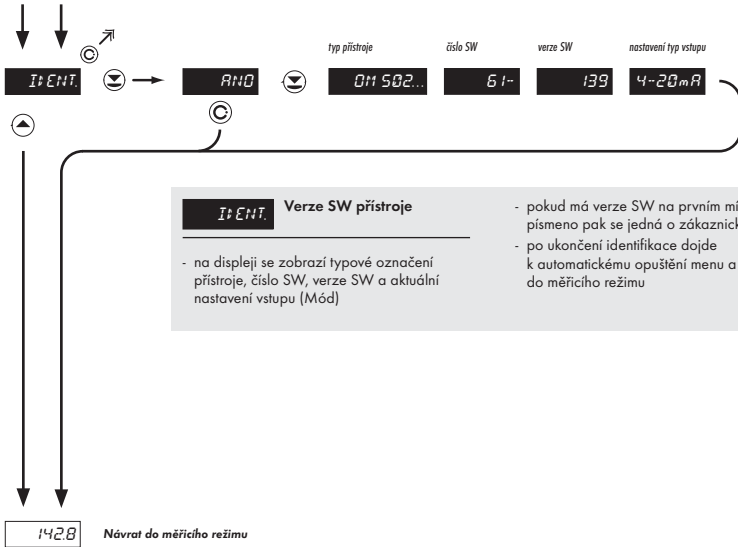 typ přístroje
číslo SW
verze SW
nastavení typ vstupu
IDENT.
ANO
OM 502...
61-
139
4-20mA
IDENT.
Verze SW přístroje
- na displeji se zobrazí typové označení
přístroje, číslo SW, verze SW a aktuální
nastavení vstupu (Mód)
- pokud má verze SW na prvním mí
písmeno pak se jedná o zákaznick
- po ukončení identifikace dojde
k automatickému opuštění menu a
do měřicího režimu
142.8
Návrat do měřicího režimu